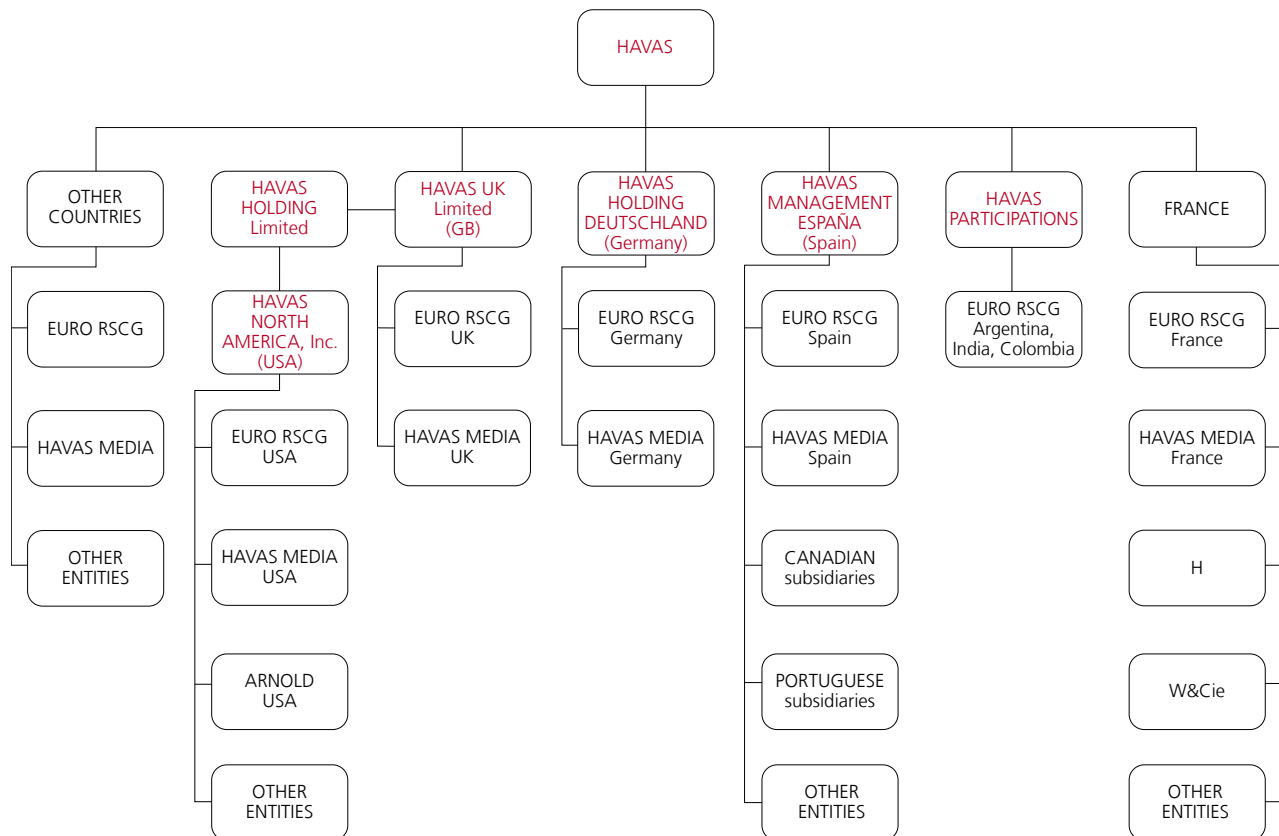 HAVAS
OTHER
COUNTRIES
HAVAS
HOLDING
Limited
HAVAS UK
Limited
(GB)
HAVAS
HOLDING
DEUTSCHLAND
(Germany)
HAVAS
MANAGEMENT
ESPAÑA
(Spain)
HAVAS
PARTICIPATIONS
FRANCE
EURO RSCG
HAVAS
NORTH
AMERICA, Inc.
(USA)
EURO RSCG
UK
EURO RSCG
Germany
EURO RSCG
Spain
EURO RSCG
Argentina,
India, Colombia
EURO RSCG
France
HAVAS MEDIA
EURO RSCG
USA
HAVAS MEDIA
UK
HAVAS MEDIA
Germany
HAVAS MEDIA
Spain
HAVAS MEDIA
France
OTHER
ENTITIES
HAVAS MEDIA
USA
CANADIAN
subsidiaries
H
ARNOLD
USA
PORTUGUESE
subsidiaries
W&Cie
OTHER
ENTITIES
OTHER
ENTITIES
OTHER
ENTITIES